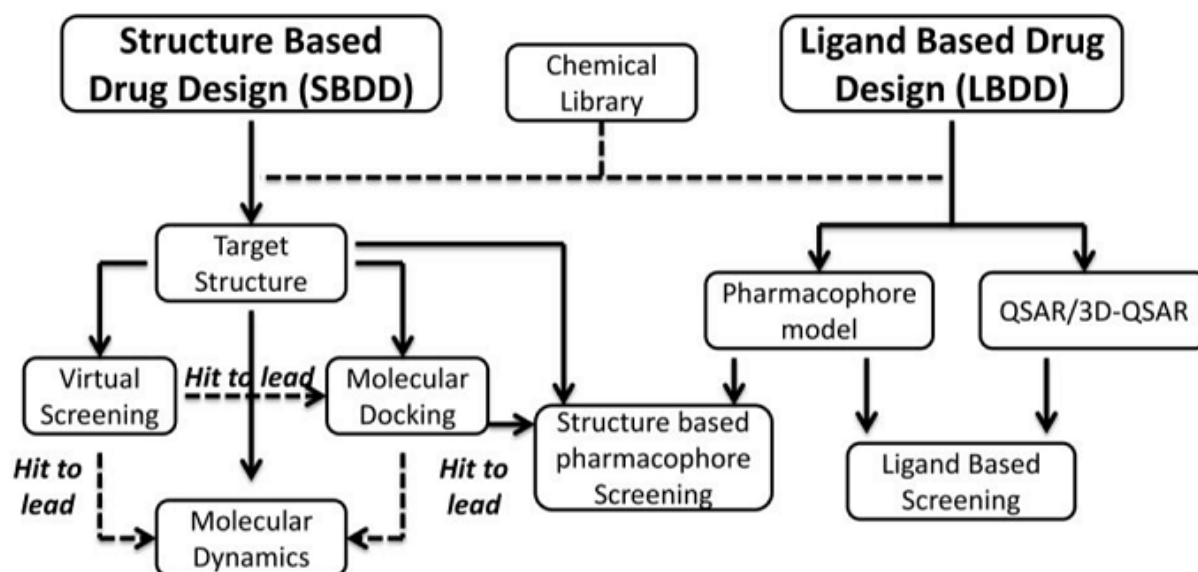 Structure Based
Drug Design (SBDD)
Chemical
Library
Ligand Based Drug
Design (LBDD)
Target
Structure
Pharmacophore
model
QSAR/3D-QSAR
Virtual
Screening
Hit to lead
Molecular
Docking
Structure based
pharmacophore
Screening
Ligand Based
Screening
Hit to
lead
Hit to
lead
Molecular
Dynamics